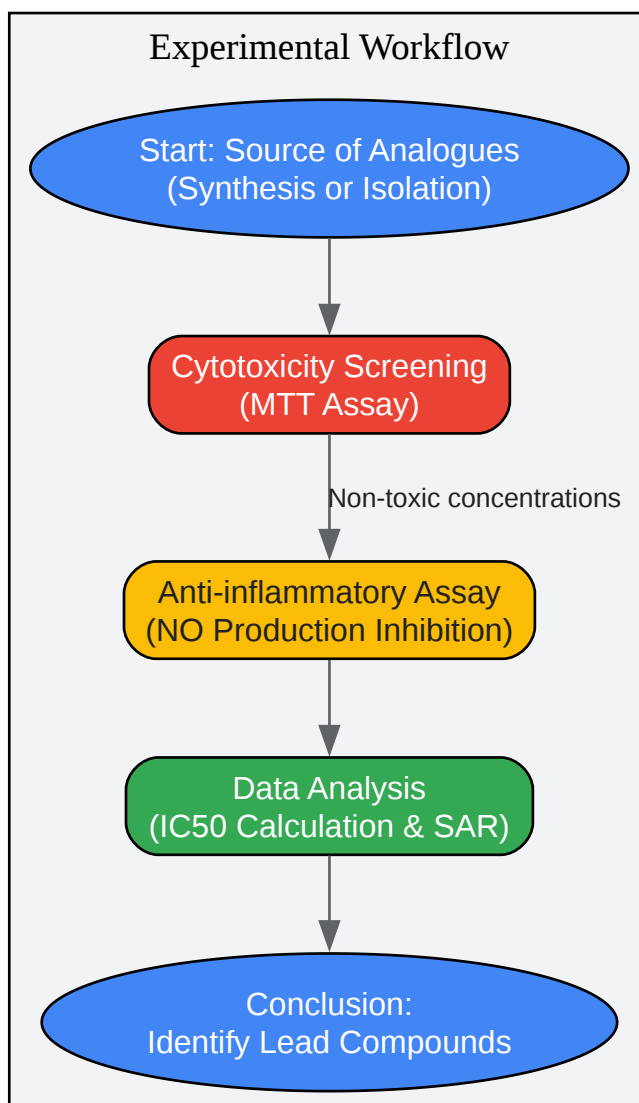 Experimental Workflow
Start: Source of Analogues
(Synthesis or Isolation)
Cytotoxicity Screening
(MTT Assay)
Non-toxic concentrations
Anti-inflammatory Assay
(NO Production Inhibition)
Data Analysis
(IC50 Calculation & SAR)
Conclusion:
Identify Lead Compounds